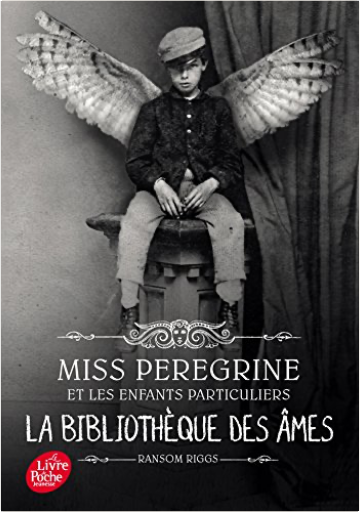 MISS PEREGRINE
ET LES ENFANTS PARTICULIERS
LA BIBLIOTHÈQUE DES ÂMES
RANSOM RIGGS
Le
LIVRE
de
POCHE
Jeunesse